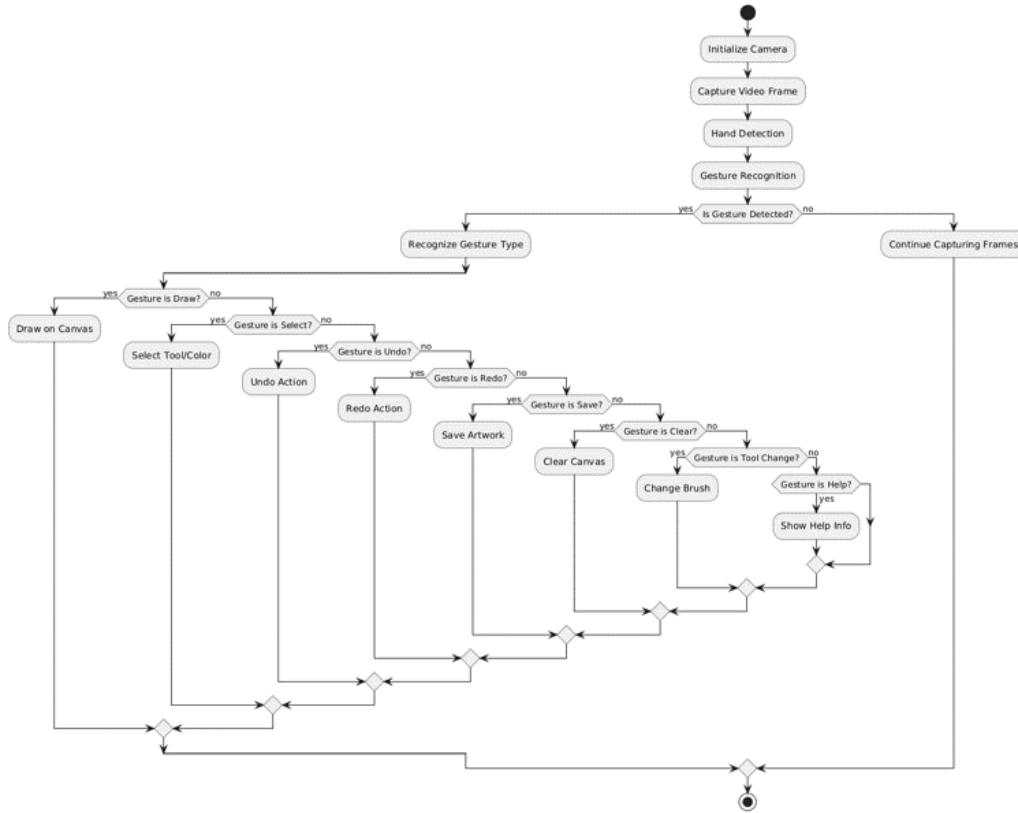 Initialize Camera
Capture Video Frame
Hand Detection
Gesture Recognition
yes
Is Gesture Detected?
no
Recognize Gesture Type
Continue Capturing Frames
yes
Gesture is Draw?
no
Draw on Canvas
yes
Gesture is Select?
no
Select Tool/Color
yes
Gesture is Undo?
no
Undo Action
yes
Gesture is Redo?
no
Redo Action
yes
Gesture is Save?
no
Save Artwork
yes
Gesture is Clear?
no
Clear Canvas
yes
Gesture is Tool Change?
no
Change Brush
Gesture is Help?
yes
Show Help Info